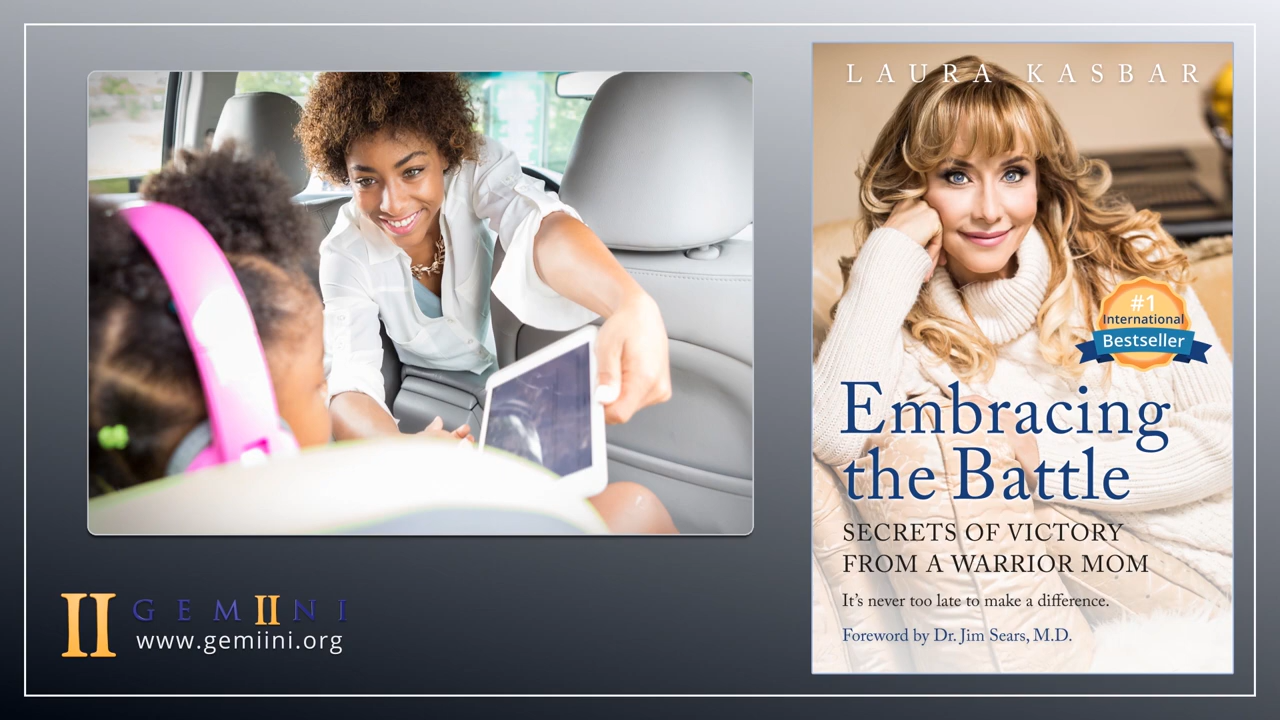 II GEMIINI
www.gemiini.org
LAURA KASBAR
#1
International
Bestseller
Embracing
the Battle
SECRETS OF VICTORY
FROM A WARRIOR MOM
It's never too late to make a difference.
Foreword by Dr. Jim Sears, M.D.